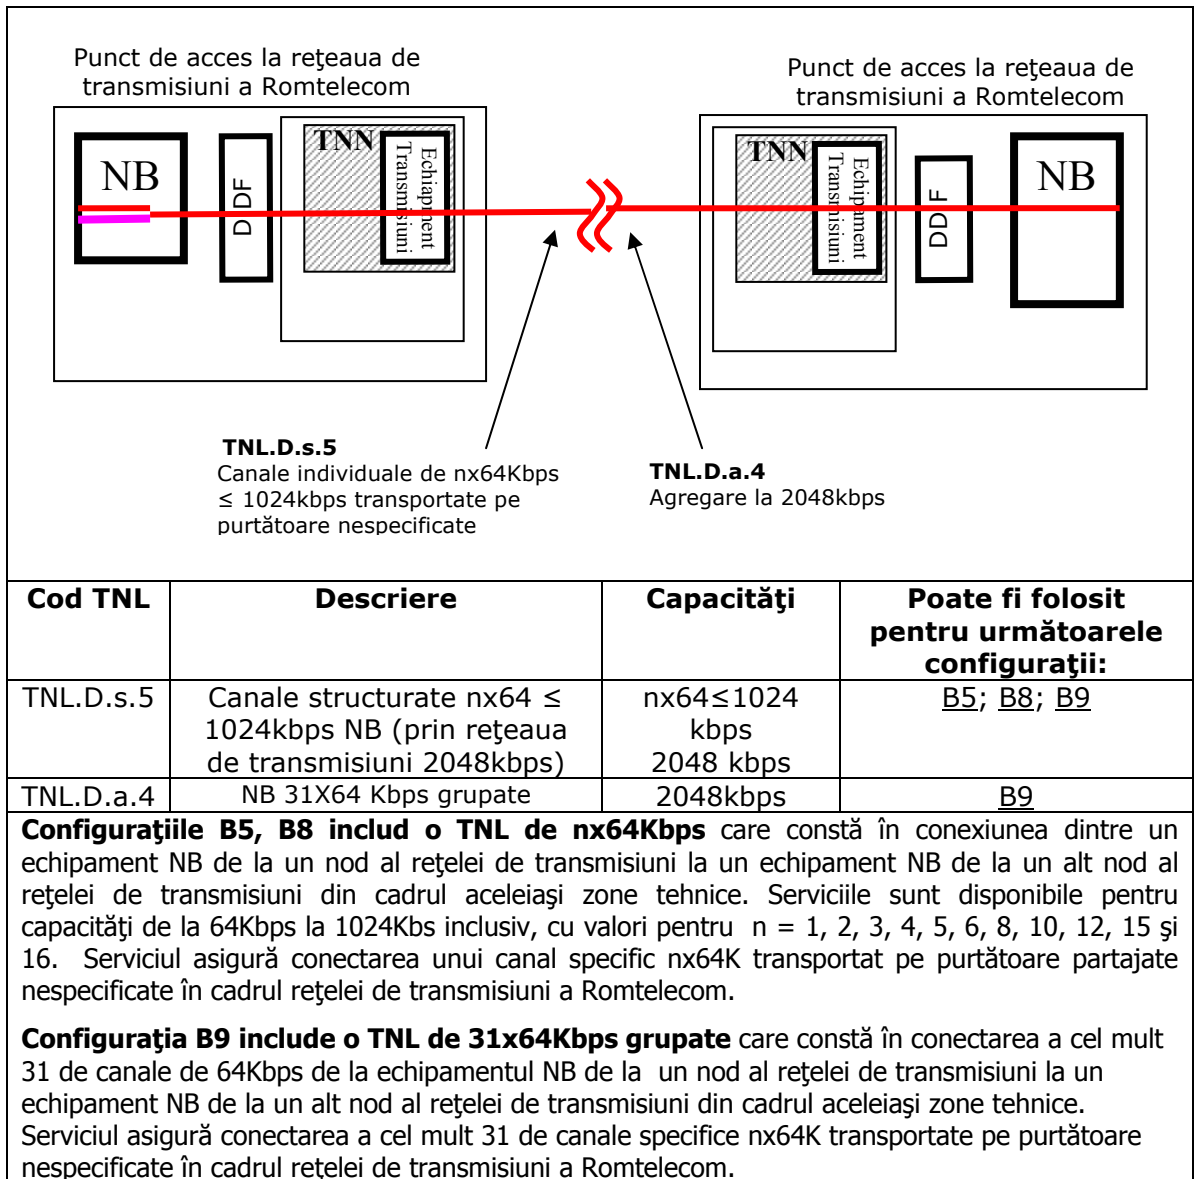 Punct de acces la reţeaua de
transmisiuni a Romtelecom
Punct de acces la reţeaua de
transmisiuni a Romtelecom
NB
D DF
TNN
Echiapment
Transmisiuni
TNN
Echipament
Transmisiuni
DD F
NB
TNL.D.s.5
Canale individuale de nx64Kbps
≤ 1024kbps transportate pe
purtătoare nespecificate
TNL.D.a.4
Agregare la 2048kbps
Cod TNL
Descriere
Capacităţi
Poate fi folosit
pentru următoarele
configuraţii:
TNL.D.s.5
Canale structurate nx64 ≤
1024kbps NB (prin reţeaua
de transmisiuni 2048kbps)
nx64≤1024
kbps
2048 kbps
B5; B8; B9
TNL.D.a.4
NB 31X64 Kbps grupate
2048kbps
B9
Configuraţiile B5, B8 includ o TNL de nx64Kbps care constă în conexiunea dintre un
echipament NB de la un nod al reţelei de transmisiuni la un echipament NB de la un alt nod al
reţelei de transmisiuni din cadrul aceleiaşi zone tehnice. Serviciile sunt disponibile pentru
capacităţi de la 64Kbps la 1024Kbs inclusiv, cu valori pentru n = 1, 2, 3, 4, 5, 6, 8, 10, 12, 15 şi
16. Serviciul asigură conectarea unui canal specific nx64K transportat pe purtătoare partajate
nespecificate în cadrul reţelei de transmisiuni a Romtelecom.
Configuraţia B9 include o TNL de 31x64Kbps grupate care constă în conectarea a cel mult
31 de canale de 64Kbps de la echipamentul NB de la un nod al reţelei de transmisiuni la un
echipament NB de la un alt nod al reţelei de transmisiuni din cadrul aceleiaşi zone tehnice.
Serviciul asigură conectarea a cel mult 31 de canale specifice nx64K transportate pe purtătoare
nespecificate în cadrul reţelei de transmisiuni a Romtelecom.